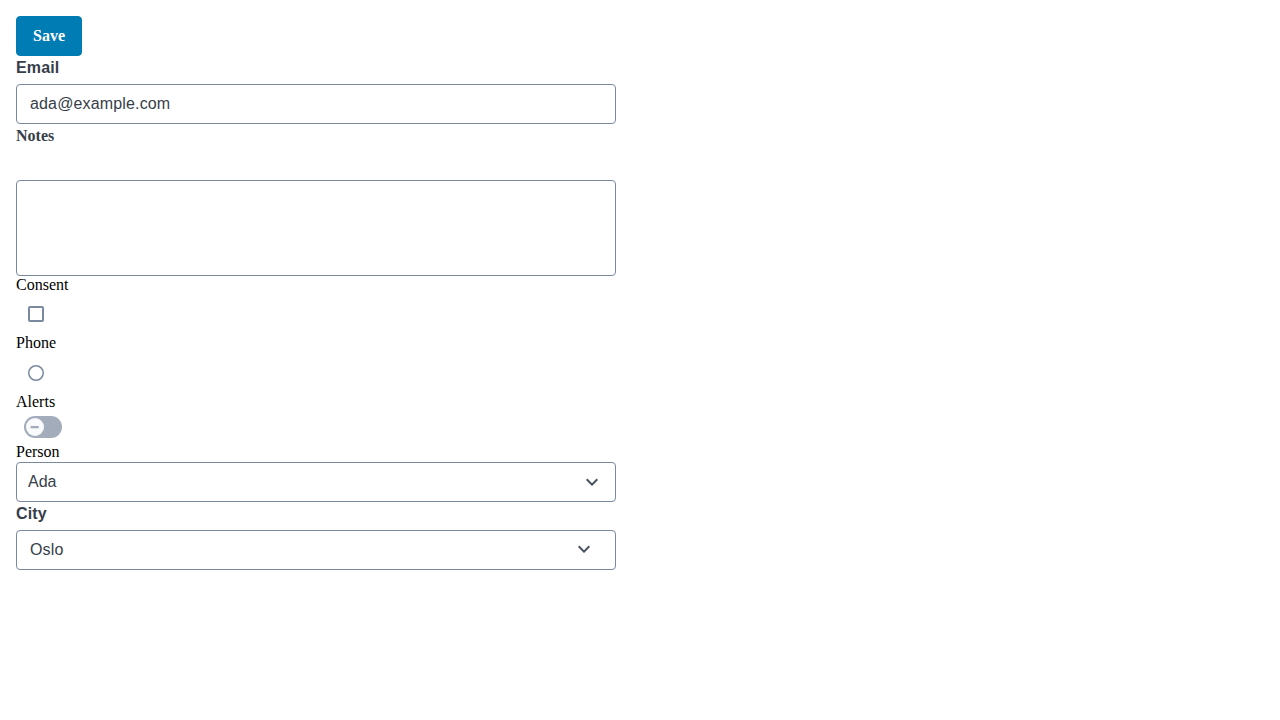 Save
Email
ada@example.com
Notes
Consent
Phone
Alerts
Person
Ada
City
Oslo